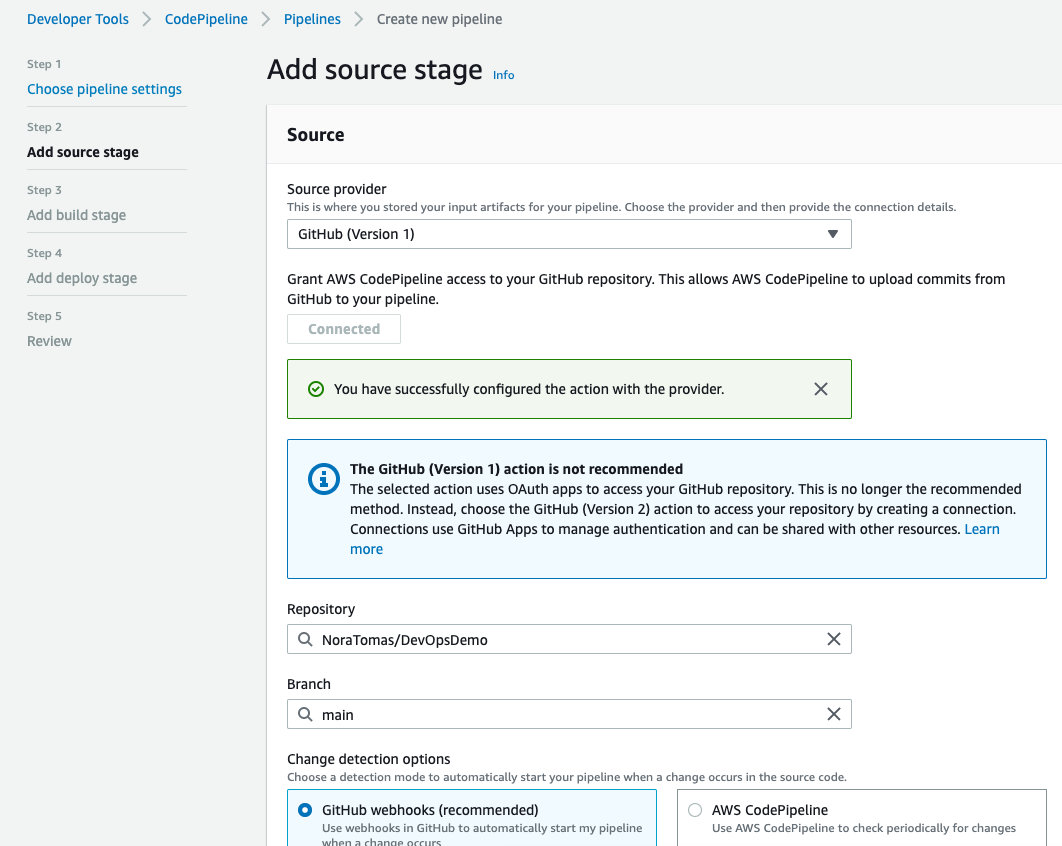 Developer Tools > CodePipeline > Pipelines > Create new pipeline
Step 1
Choose pipeline settings
Step 2
Add source stage
Step 3
Add build stage
Step 4
Add deploy stage
Step 5
Review
Add source stage Info
Source
Source provider
This is where you stored your input artifacts for your pipeline. Choose the provider and then provide the connection details.
GitHub (Version 1)
Grant AWS CodePipeline access to your GitHub repository. This allows AWS CodePipeline to upload commits from
GitHub to your pipeline.
Connected
You have successfully configured the action with the provider.
The GitHub (Version 1) action is not recommended
The selected action uses OAuth apps to access your GitHub repository. This is no longer the recommended
method. Instead, choose the GitHub (Version 2) action to access your repository by creating a connection.
Connections use GitHub Apps to manage authentication and can be shared with other resources. Learn
more
Repository
NoraTomas/DevOpsDemo
Branch
main
Change detection options
Choose a detection mode to automatically start your pipeline when a change occurs in the source code.
GitHub webhooks (recommended)
Use webhooks in GitHub to automatically start my pipeline
when a change occurs
AWS CodePipeline
Use AWS CodePipeline to check periodically for changes